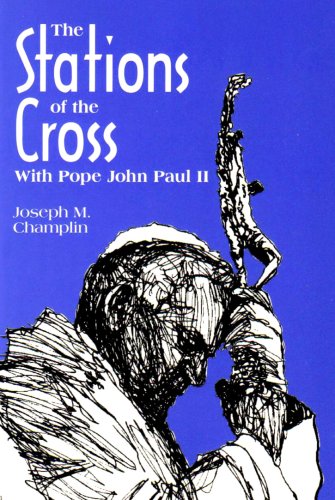 The
Stations
of the
Cross
With Pope John Paul II
Joseph M.
Champlin